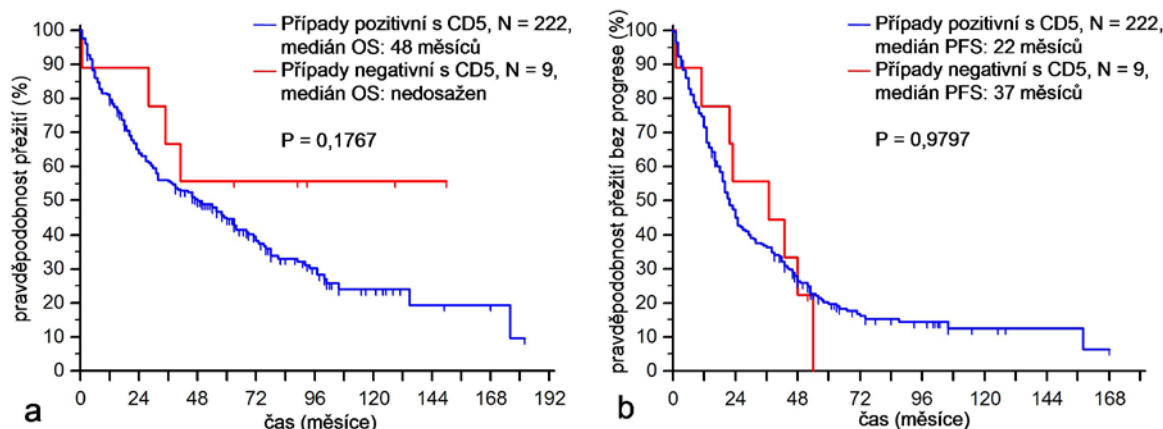 Případy pozitivní s CD5, N = 222,
medián OS: 48 měsíců
Případy negativní s CD5, N = 9,
medián OS: nedosažen
P = 0,1767
pravděpodobnost přežití (%)
100
90
80
70
60
50
40
30
20
10
0
0 24 48 72 96 120 144 168 192
čas (měsíce)
a
Případy pozitivní s CD5, N = 222,
medián PFS: 22 měsíců
Případy negativní s CD5, N = 9,
medián PFS: 37 měsíců
P = 0,9797
pravděpodobnost přežití bez progrese (%)
100
90
80
70
60
50
40
30
20
10
0
0 24 48 72 96 120 144 168
čas (měsíce)
b